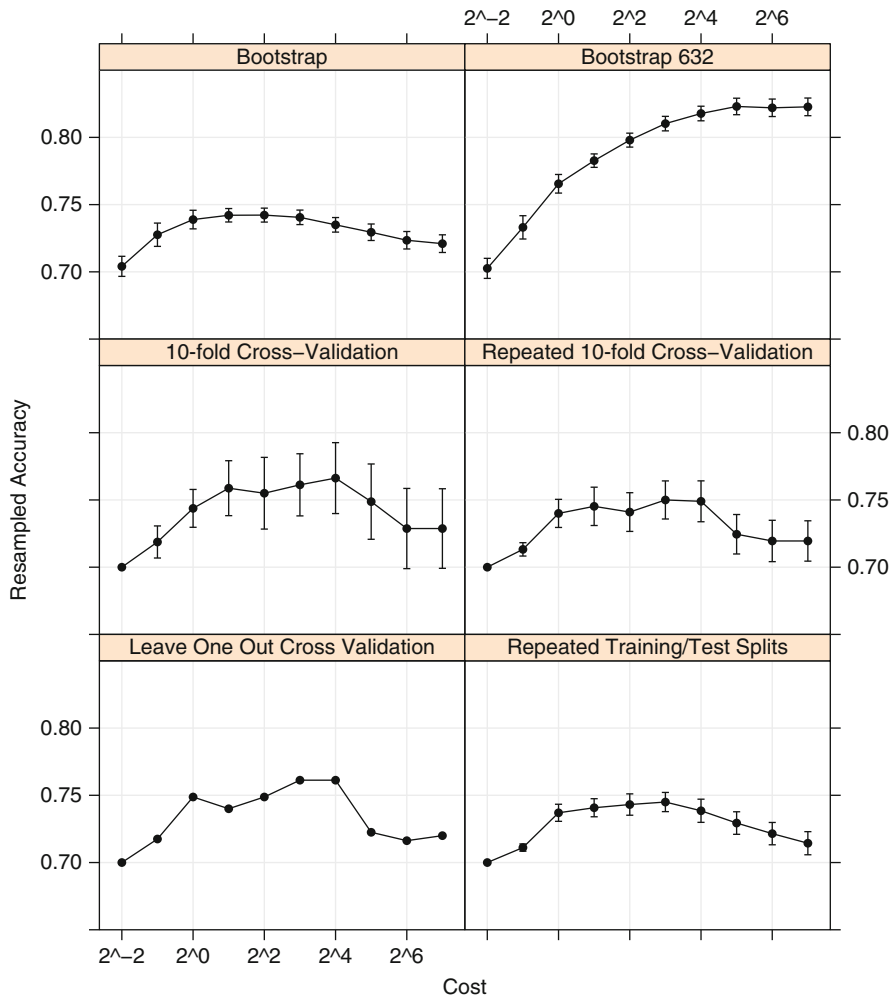 2^−2 2^0 2^2 2^4 2^6
Bootstrap
Bootstrap 632
0.80
0.75
0.70
10-fold Cross−Validation
Repeated 10-fold Cross−Validation
0.80
0.75
0.70
Resampled Accuracy
Leave One Out Cross Validation
Repeated Training/Test Splits
0.80
0.75
0.70
2^−2 2^0 2^2 2^4 2^6
Cost